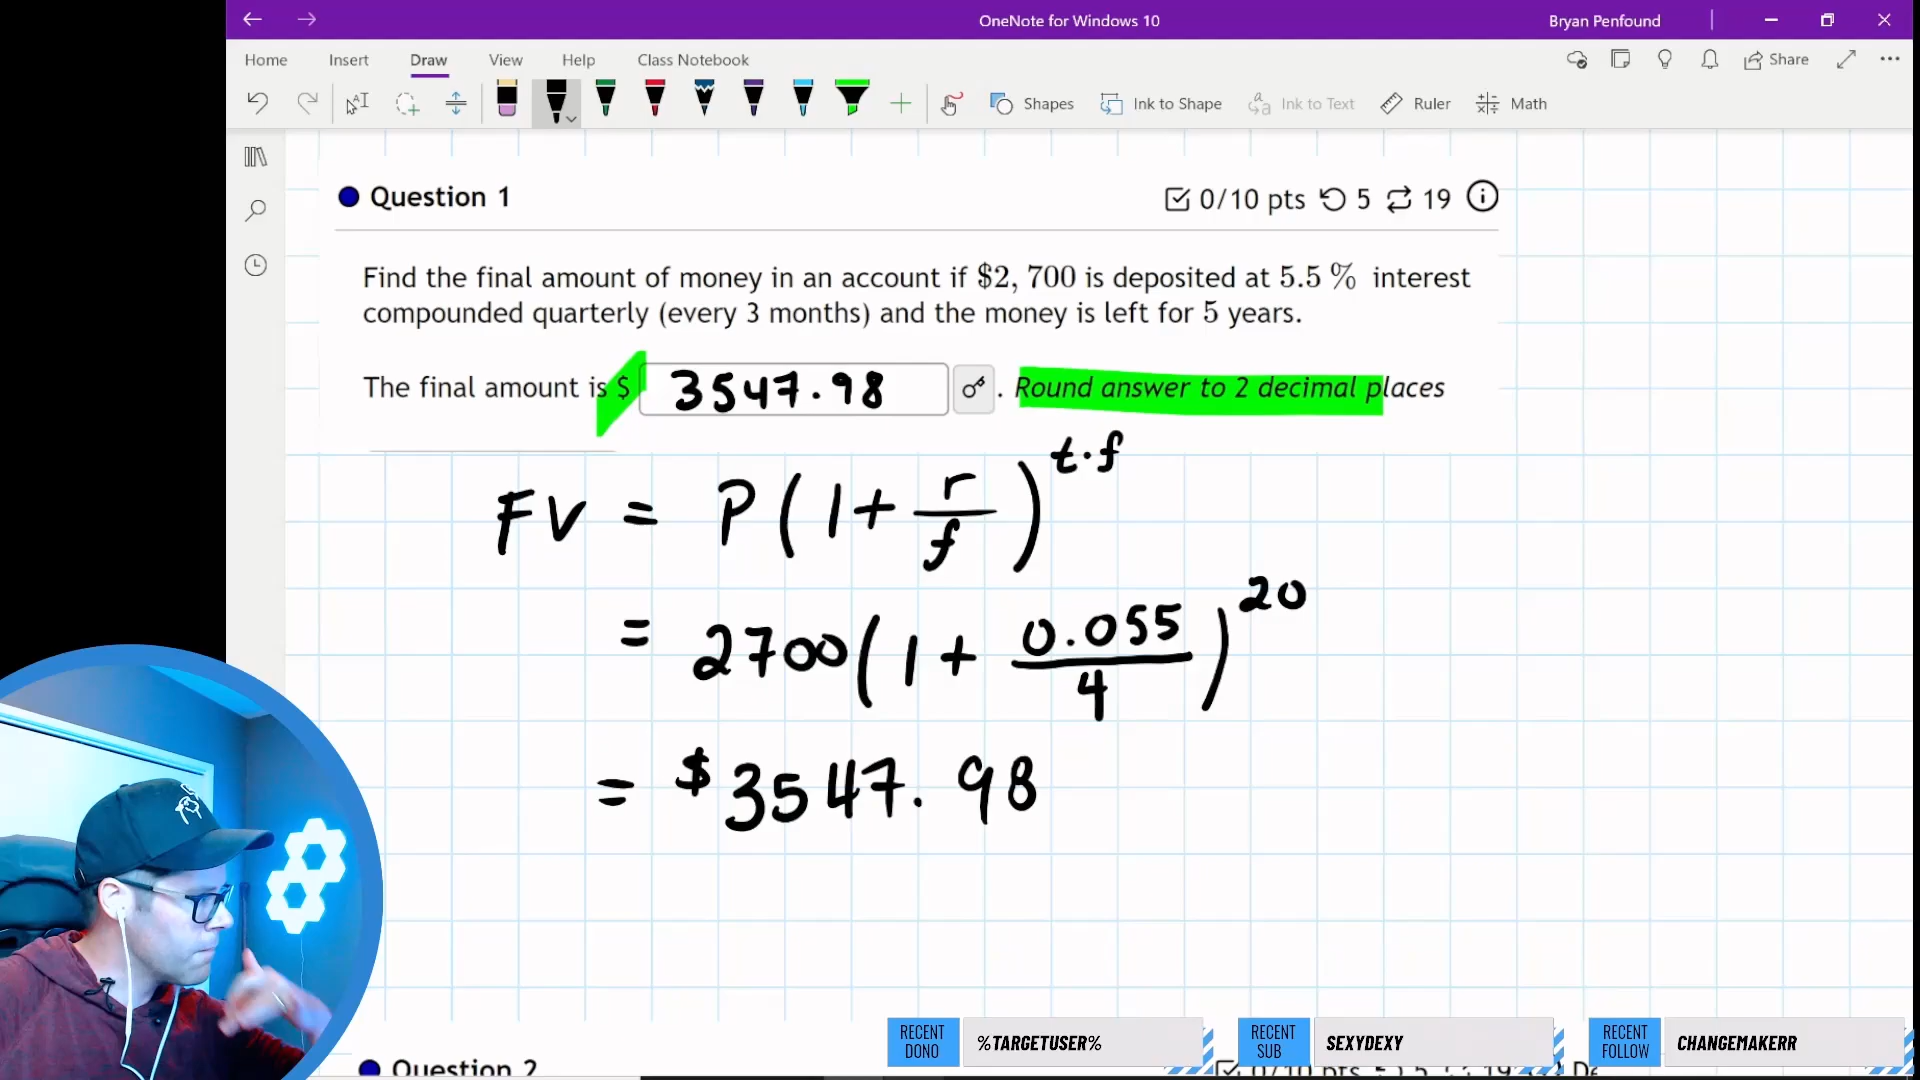 OneNote for Windows 10
Bryan Penfound
Home Insert Draw View Help Class Notebook
Share
Shapes Ink to Shape Ink to Text Ruler Math
Question 1
0/10 pts 5 19
Find the final amount of money in an account if $2, 700 is deposited at 5.5 % interest
compounded quarterly (every 3 months) and the money is left for 5 years.
The final amount is $ 3547.98 . Round answer to 2 decimal places
FV = P ( 1 + r/f )^t·f
= 2700 ( 1 + 0.055/4 )^20
= $3547.98
RECENT DONO %TARGETUSER%
RECENT SUB SEXYDEXY
RECENT FOLLOW CHANGEMAKERR
Question 2